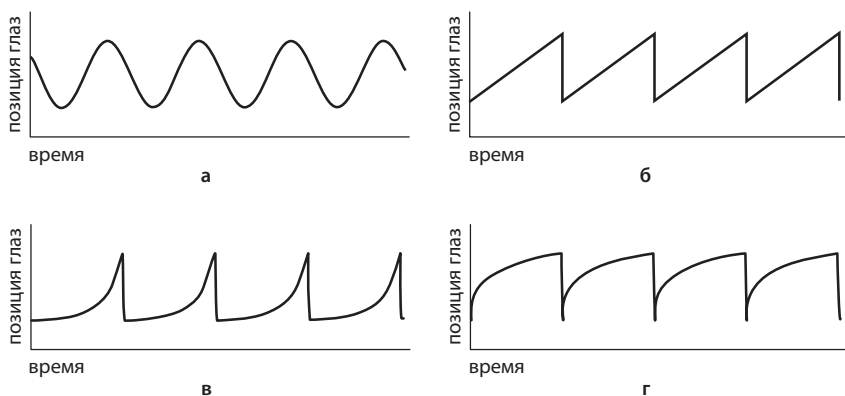 позиция глаз
время
а
позиция глаз
время
б
позиция глаз
время
в
позиция глаз
время
г